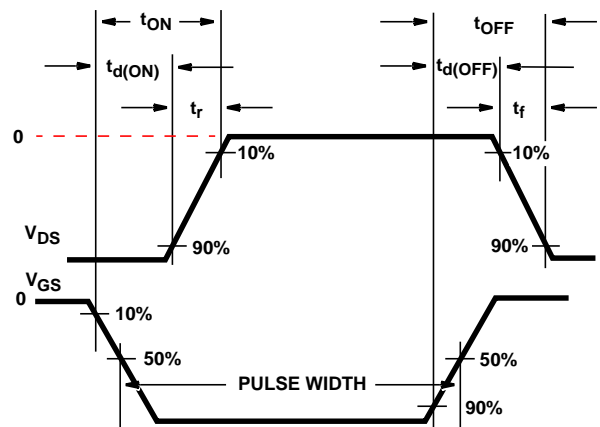 tON tOFF
td(ON) td(OFF)
tr tf
0
10% 10%
VDS 90% 90%
VGS
0
10%
50% 50%
PULSE WIDTH
90%